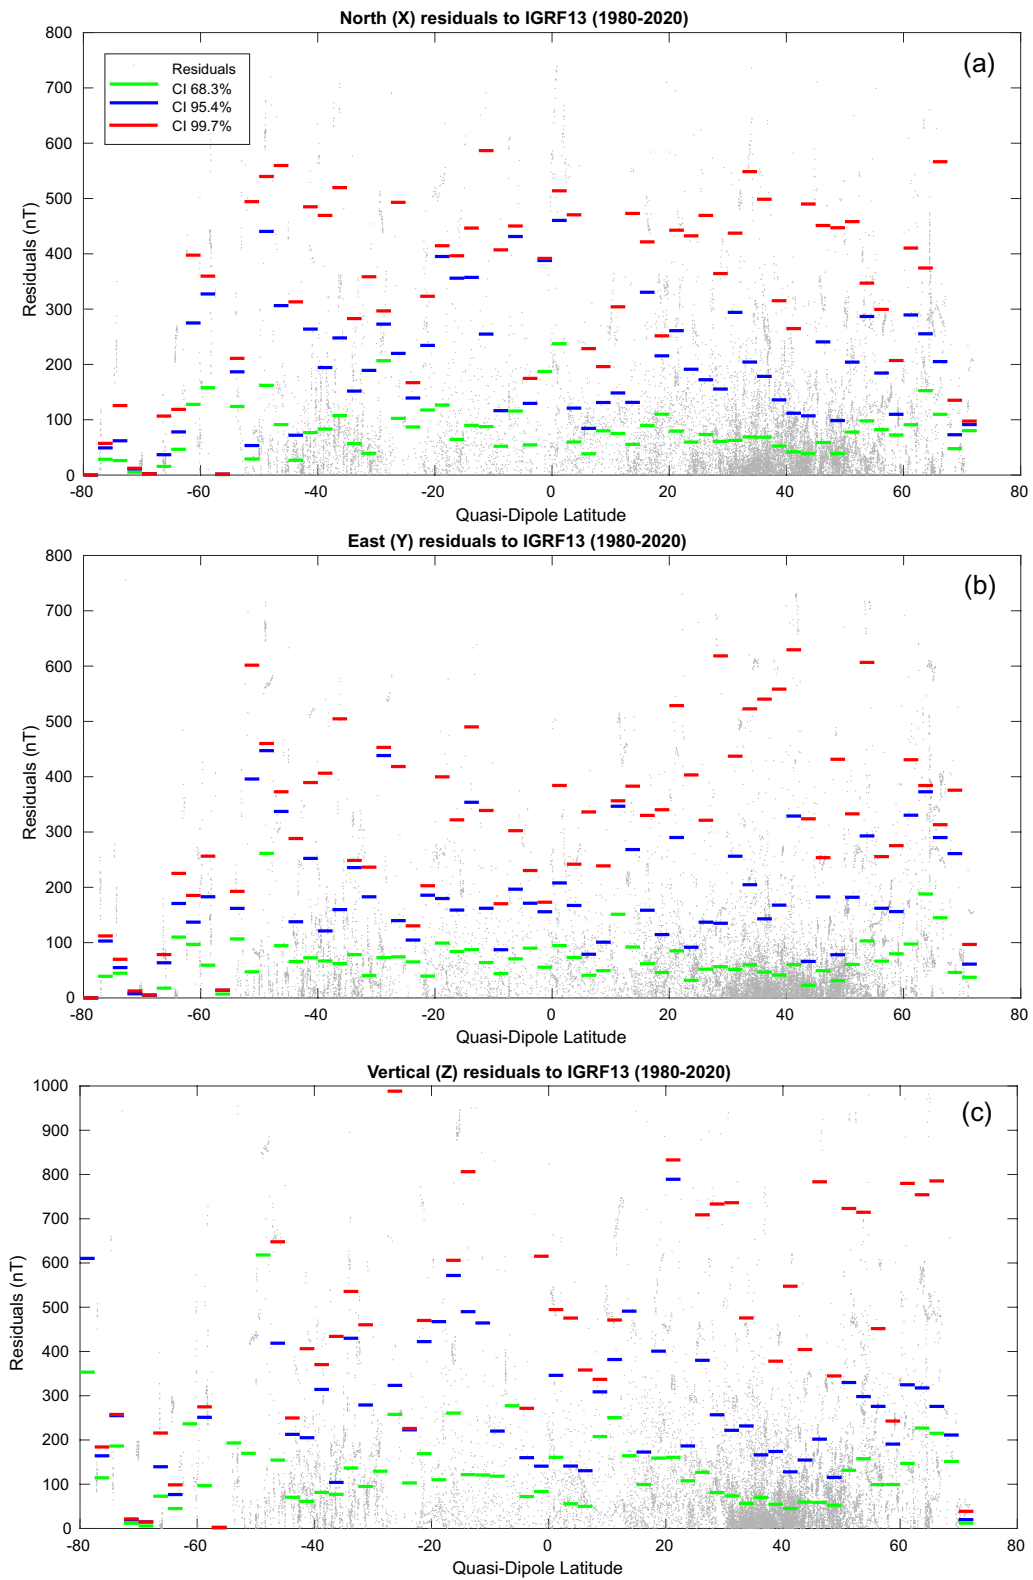 North (X) residuals to IGRF13 (1980-2020)
800
700
600
500
400
300
200
100
0
Residuals (nT)
(a)
Residuals
CI 68.3%
CI 95.4%
CI 99.7%
-80 -60 -40 -20 0 20 40 60 80
Quasi-Dipole Latitude
East (Y) residuals to IGRF13 (1980-2020)
800
700
600
500
400
300
200
100
0
Residuals (nT)
(b)
-80 -60 -40 -20 0 20 40 60 80
Quasi-Dipole Latitude
Vertical (Z) residuals to IGRF13 (1980-2020)
1000
900
800
700
600
500
400
300
200
100
0
Residuals (nT)
(c)
-80 -60 -40 -20 0 20 40 60 80
Quasi-Dipole Latitude